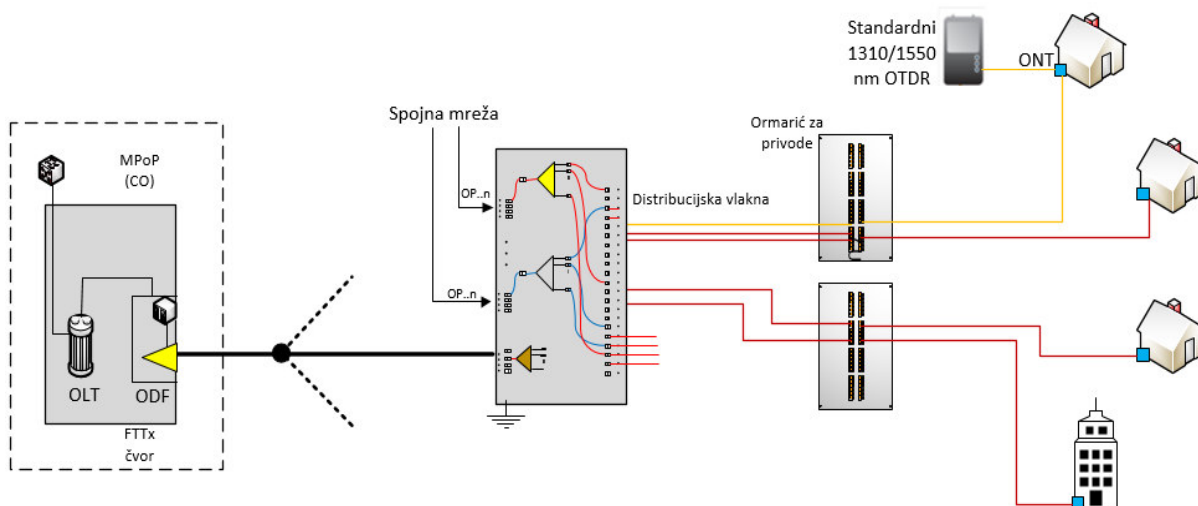 Standardni
1310/1550
nm OTDR
ONT
Spojna mreža
Ormarić za
privode
MPoP
(CO)
OP..n
Distribucijska vlakna
OP..n
OLT
ODF
FTTx
čvor